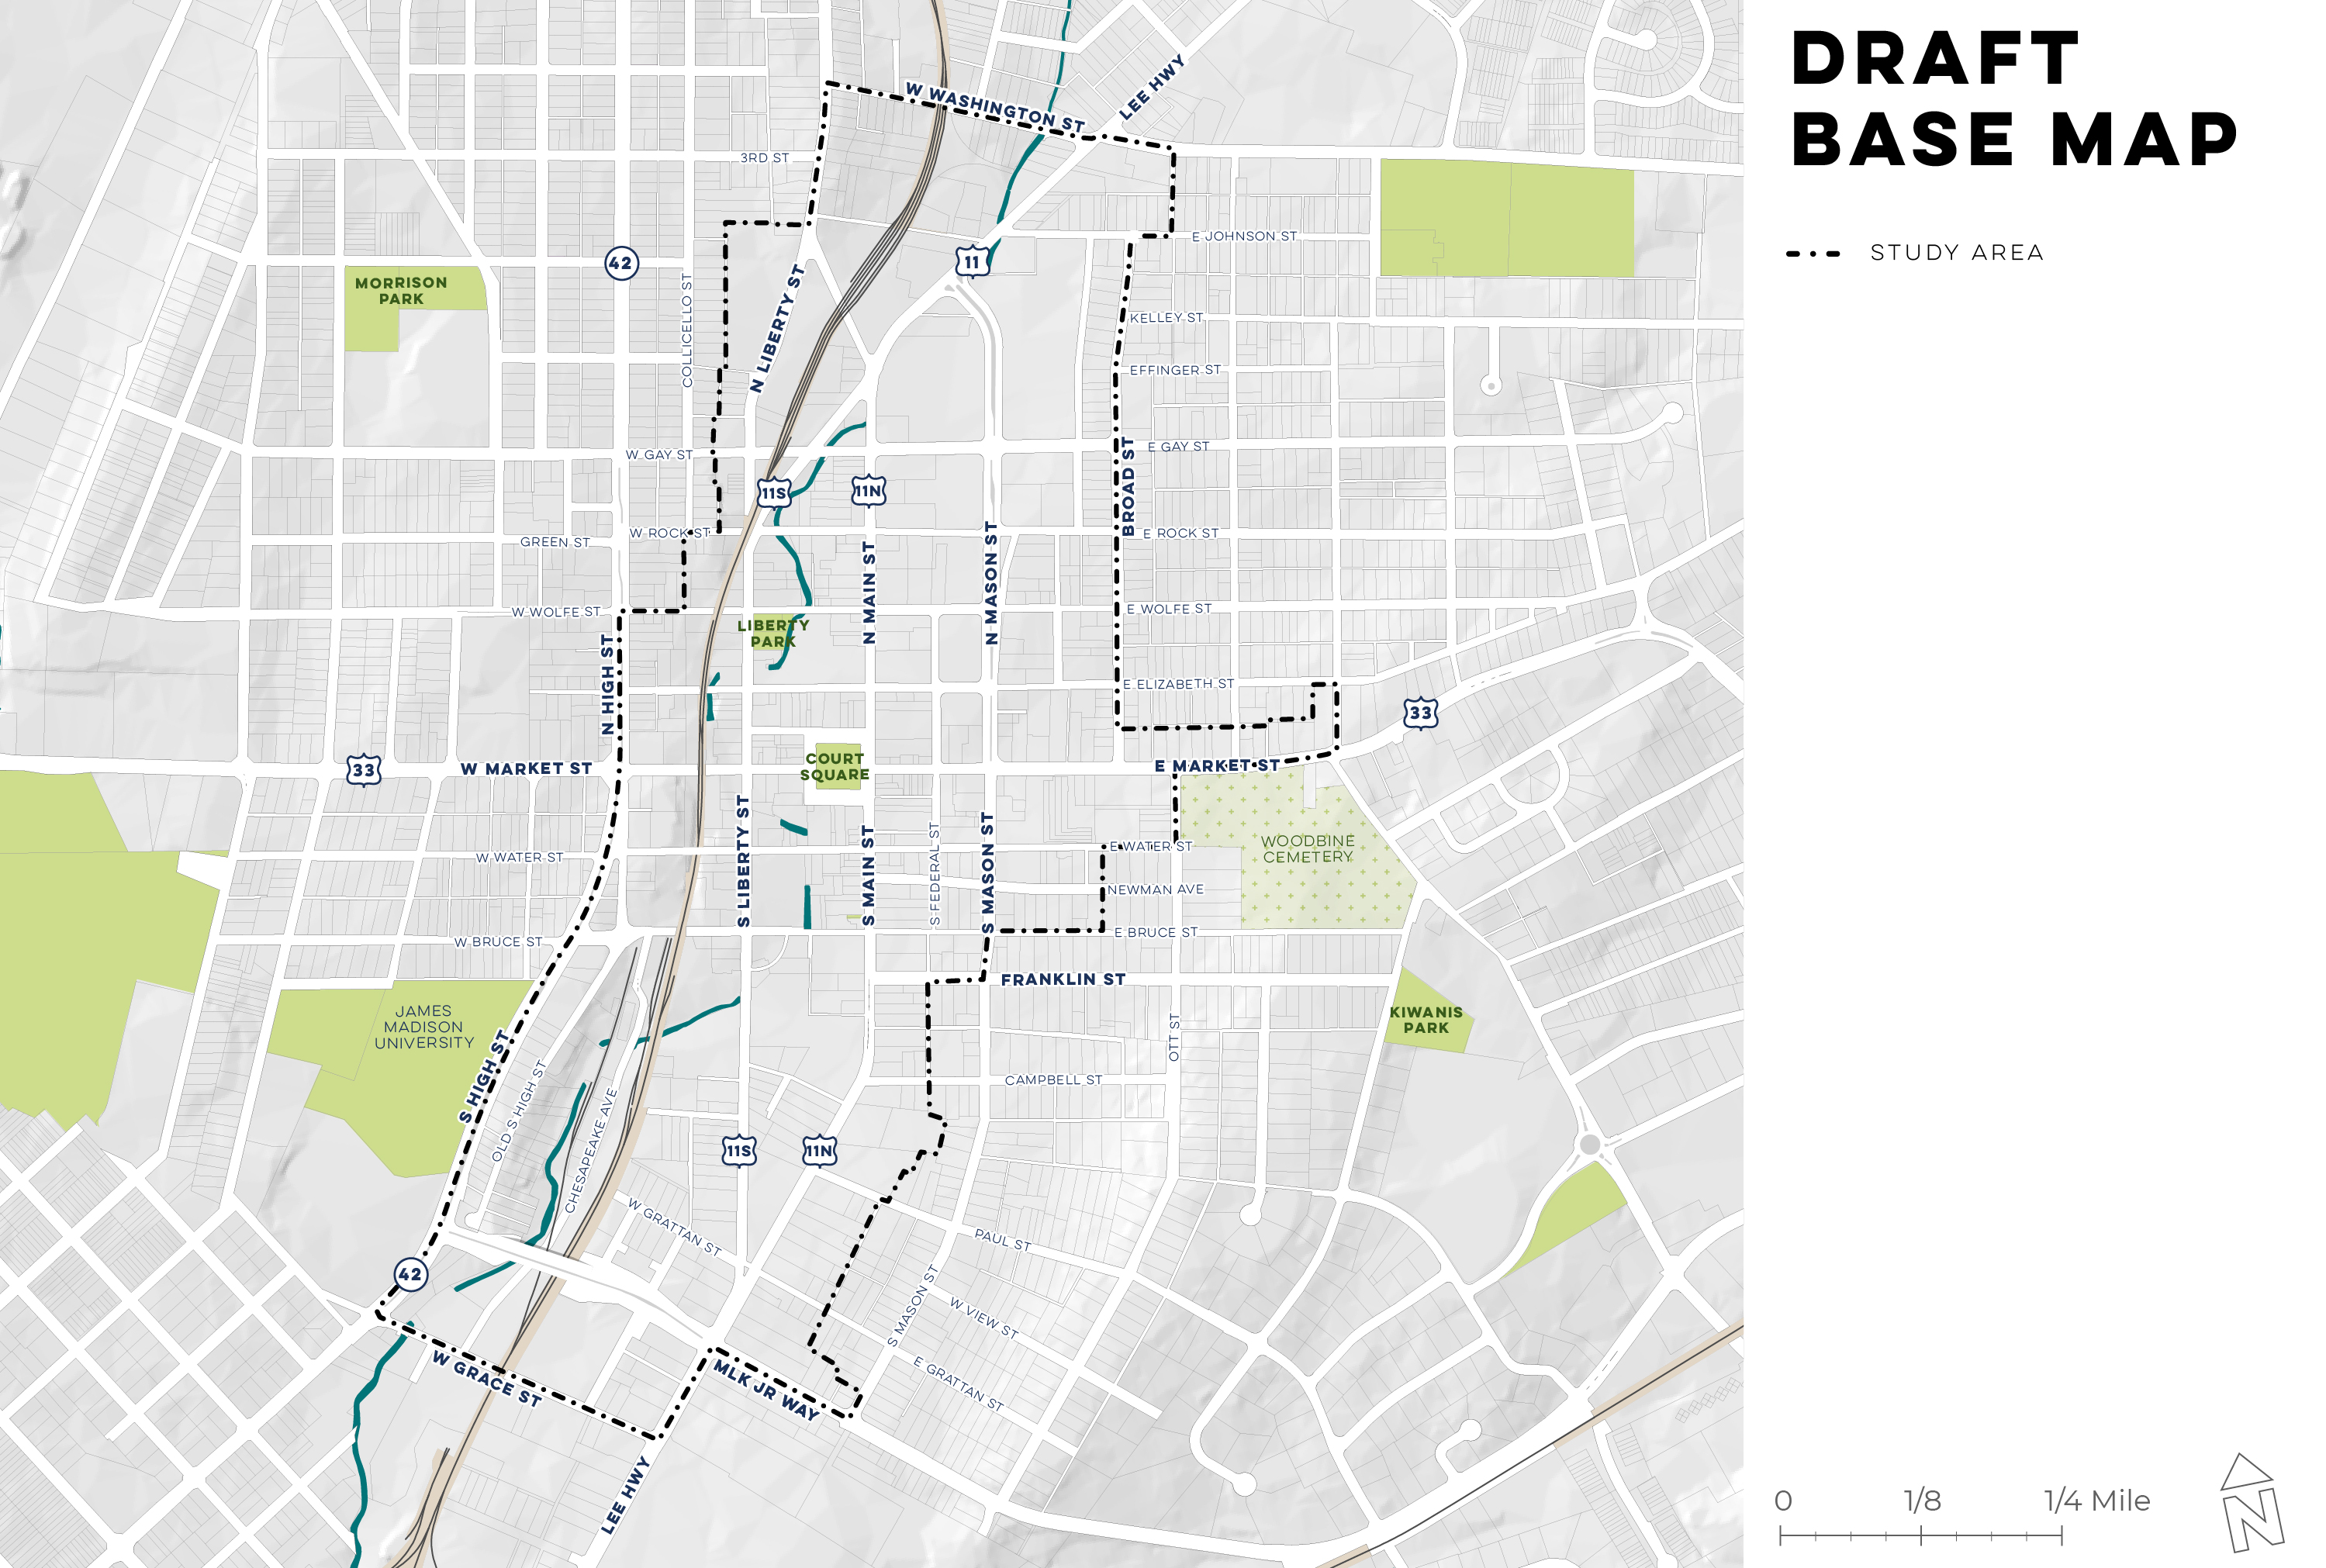 DRAFT
BASE MAP
STUDY AREA
W WASHINGTON ST
LEE HWY
3RD ST
E JOHNSON ST
42
11
MORRISON
PARK
COLLICELLO ST
N LIBERTY ST
KELLEY ST
EFFINGER ST
W GAY ST
E GAY ST
BROAD ST
11S
11N
W ROCK ST
GREEN ST
E ROCK ST
N MAIN ST
N MASON ST
W WOLFE ST
E WOLFE ST
LIBERTY
PARK
N HIGH ST
E ELIZABETH ST
33
33
W MARKET ST
COURT
SQUARE
E MARKET ST
S LIBERTY ST
S MAIN ST
S FEDERAL ST
S MASON ST
W WATER ST
E WATER ST
WOODBINE
CEMETERY
NEWMAN AVE
W BRUCE ST
E BRUCE ST
FRANKLIN ST
JAMES
MADISON
UNIVERSITY
KIWANIS
PARK
OTT ST
S HIGH ST
OLD S HIGH ST
CHESAPEAKE AVE
CAMPBELL ST
11S
11N
W GRATTAN ST
PAUL ST
42
S MASON ST
W VIEW ST
E GRATTAN ST
W GRACE ST
MLK JR WAY
LEE HWY
0 1/8 1/4 Mile
N